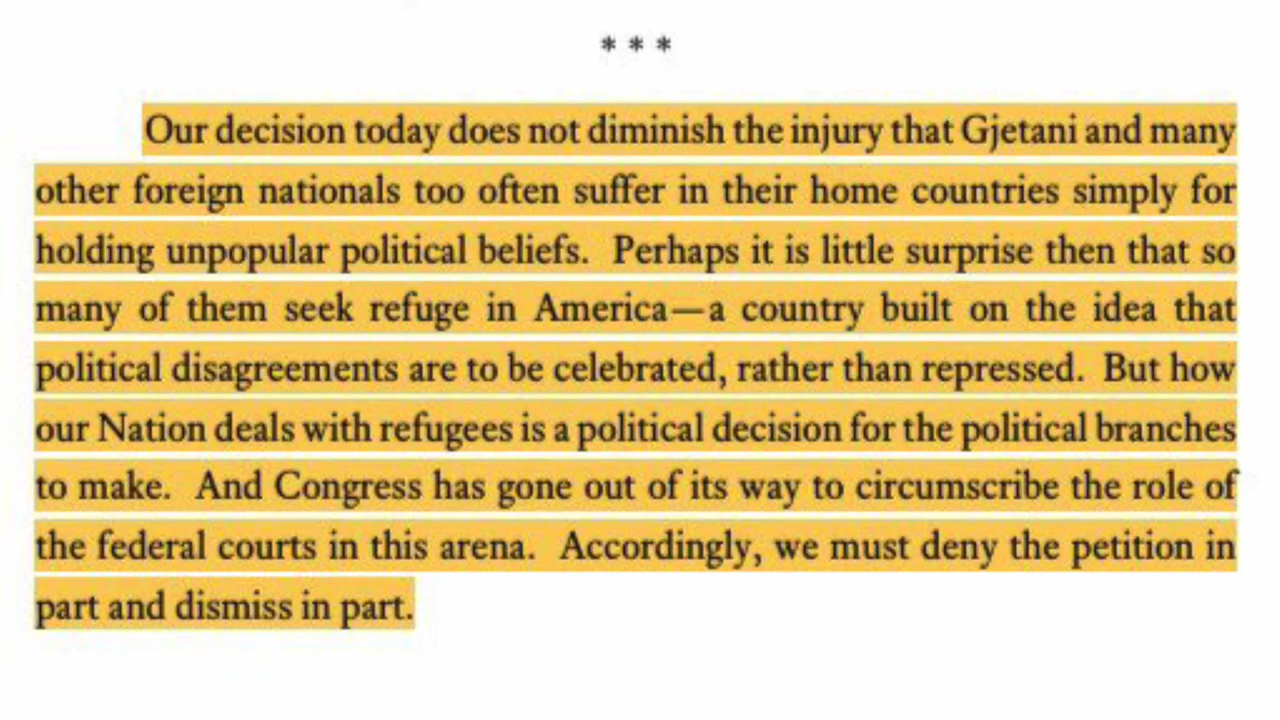 * * *
Our decision today does not diminish the injury that Gjetani and many
other foreign nationals too often suffer in their home countries simply for
holding unpopular political beliefs.  Perhaps it is little surprise then that so
many of them seek refuge in America—a country built on the idea that
political disagreements are to be celebrated, rather than repressed.  But how
our Nation deals with refugees is a political decision for the political branches
to make.  And Congress has gone out of its way to circumscribe the role of
the federal courts in this arena.  Accordingly, we must deny the petition in
part and dismiss in part.